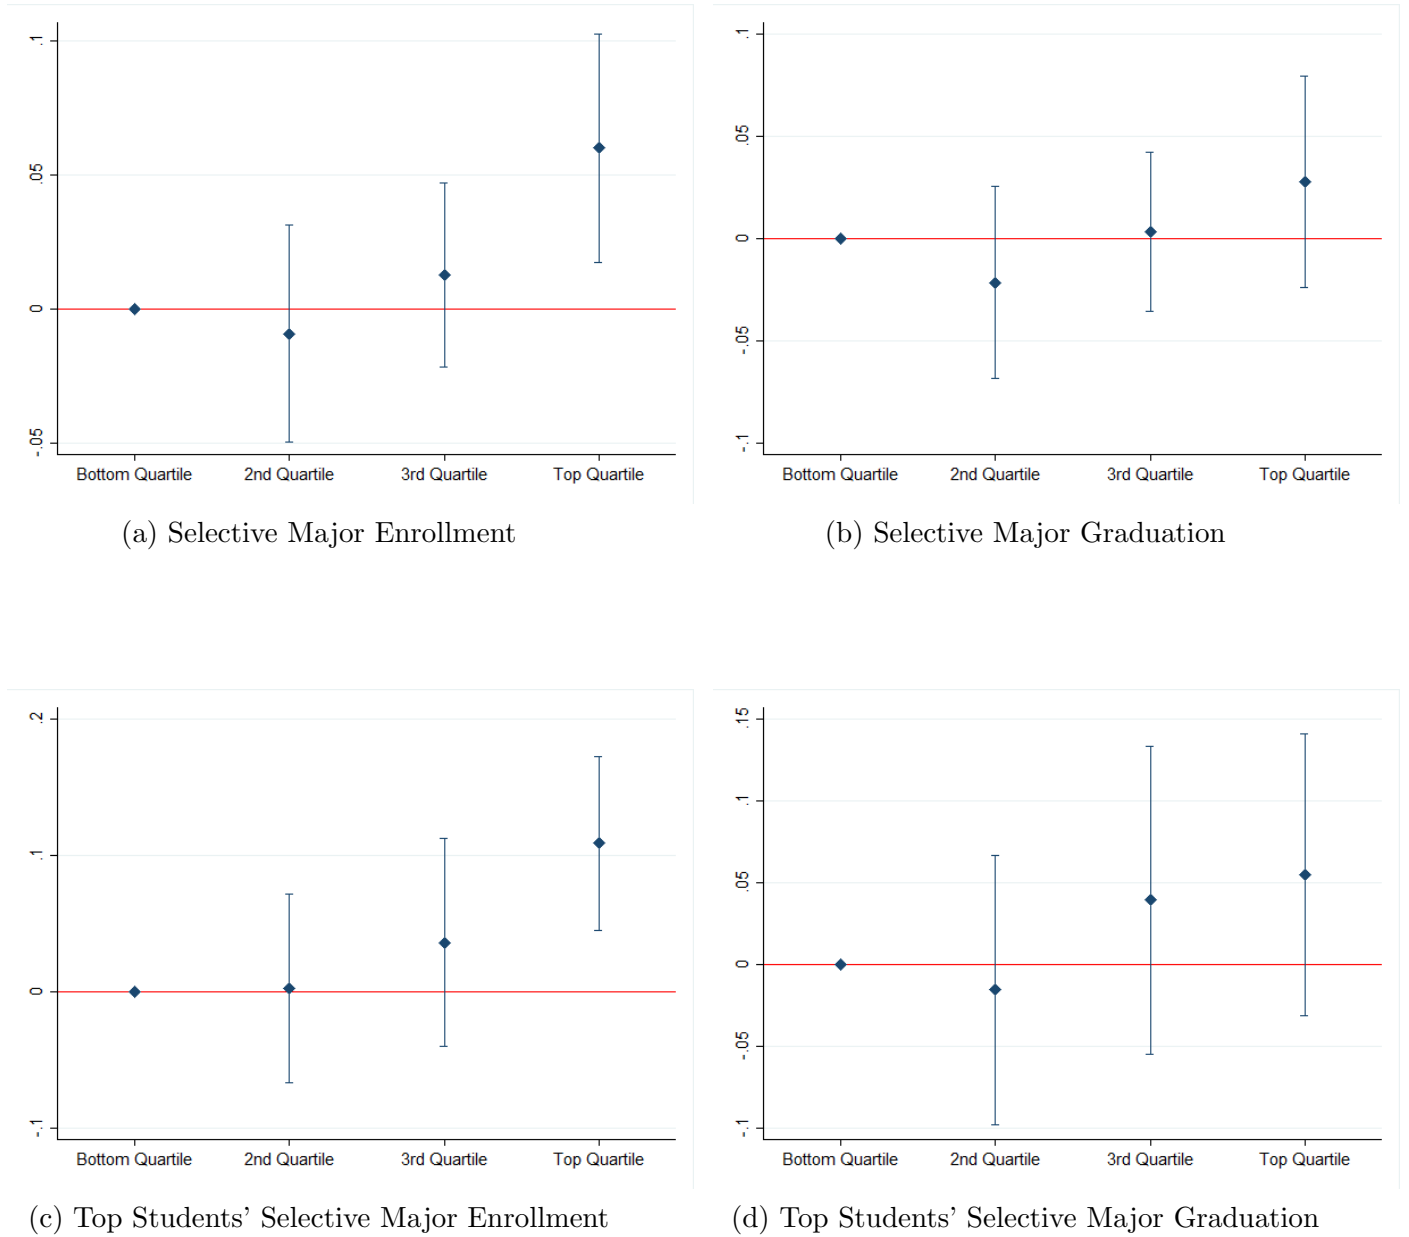 .1
.05
0
-.05
Bottom Quartile 2nd Quartile 3rd Quartile Top Quartile
(a) Selective Major Enrollment
.1
.05
0
-.05
-.1
Bottom Quartile 2nd Quartile 3rd Quartile Top Quartile
(b) Selective Major Graduation
.2
.1
0
-.1
Bottom Quartile 2nd Quartile 3rd Quartile Top Quartile
(c) Top Students’ Selective Major Enrollment
.15
.1
.05
0
-.05
-.1
Bottom Quartile 2nd Quartile 3rd Quartile Top Quartile
(d) Top Students’ Selective Major Graduation